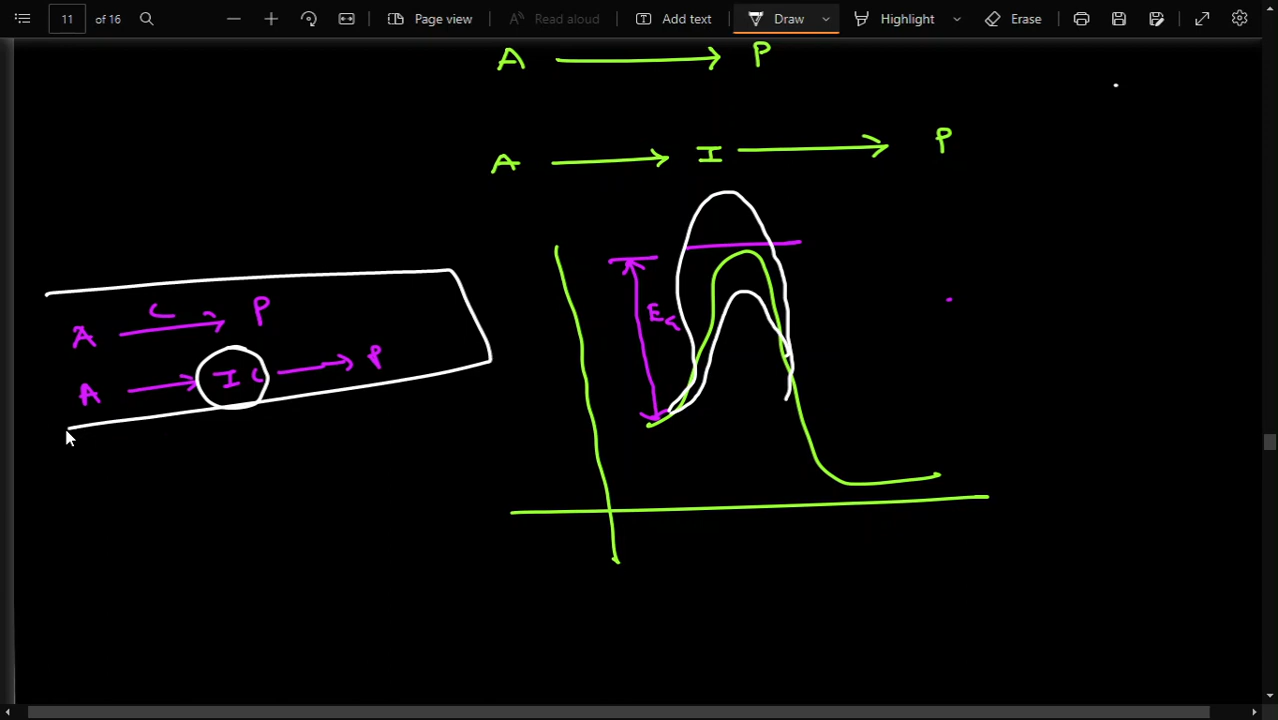 11 of 16 Page view Read aloud Add text Draw Highlight Erase
A → P
A → I → P
Ea
A C→ P
A → I C → P